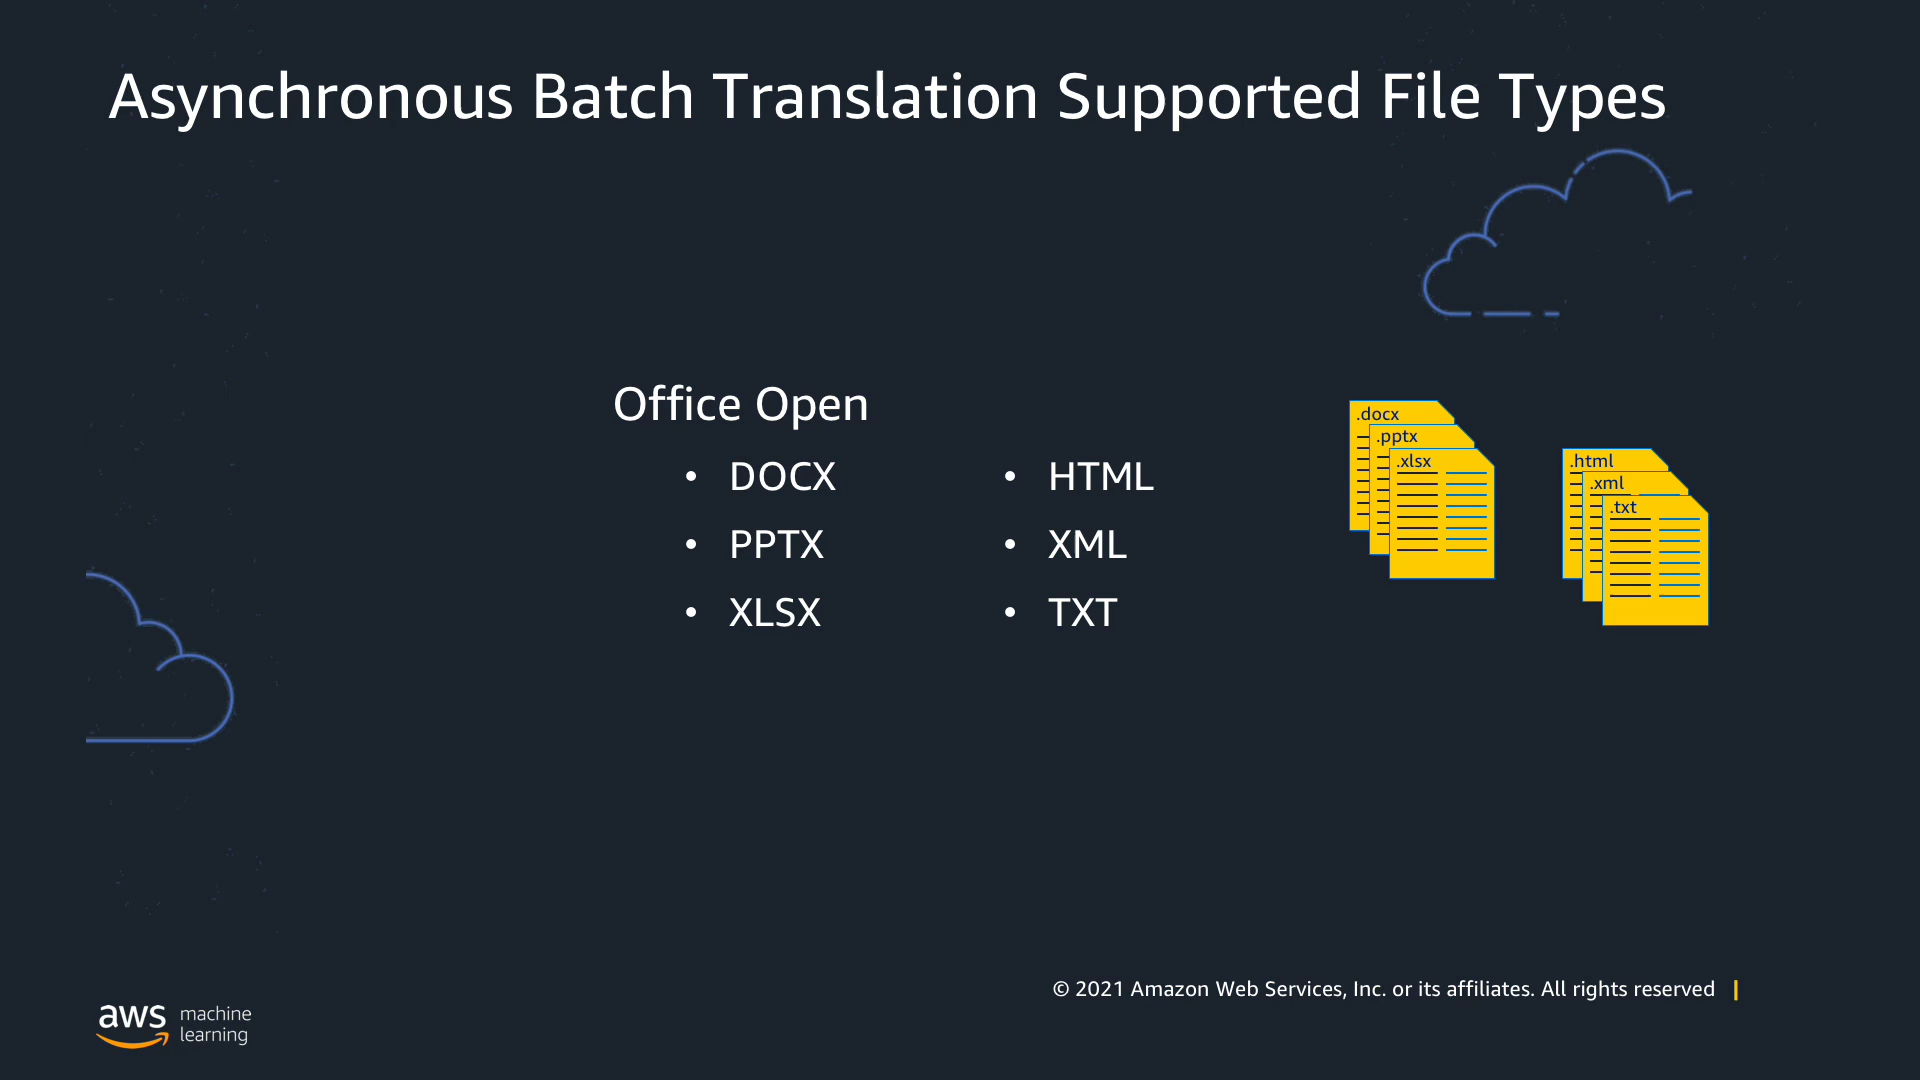 Asynchronous Batch Translation Supported File Types
Office Open
• DOCX
• PPTX
• XLSX
• HTML
• XML
• TXT
.docx
.pptx
.xlsx
.html
.xml
.txt
© 2021 Amazon Web Services, Inc. or its affiliates. All rights reserved |
aws machine
learning